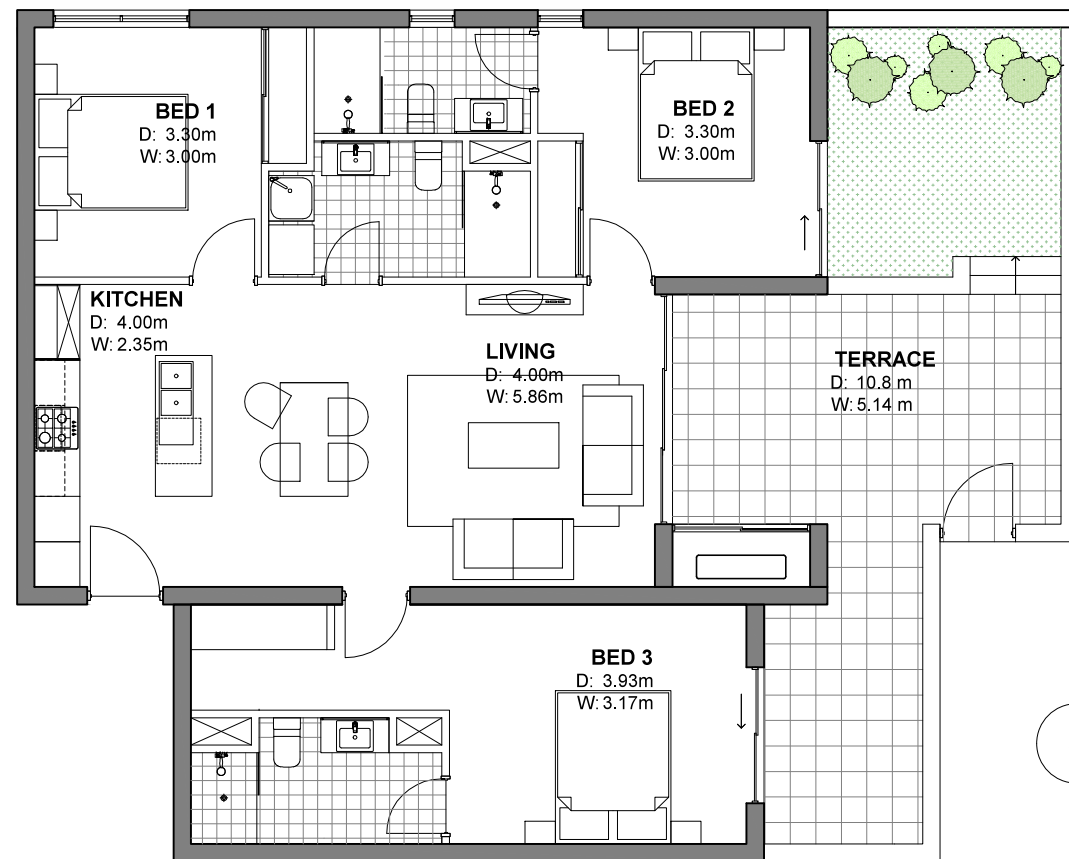 BED 1
D: 3.30m
W: 3.00m
BED 2
D: 3.30m
W: 3.00m
KITCHEN
D: 4.00m
W: 2.35m
LIVING
D: 4.00m
W: 5.86m
TERRACE
D: 10.8 m
W: 5.14 m
BED 3
D: 3.93m
W: 3.17m